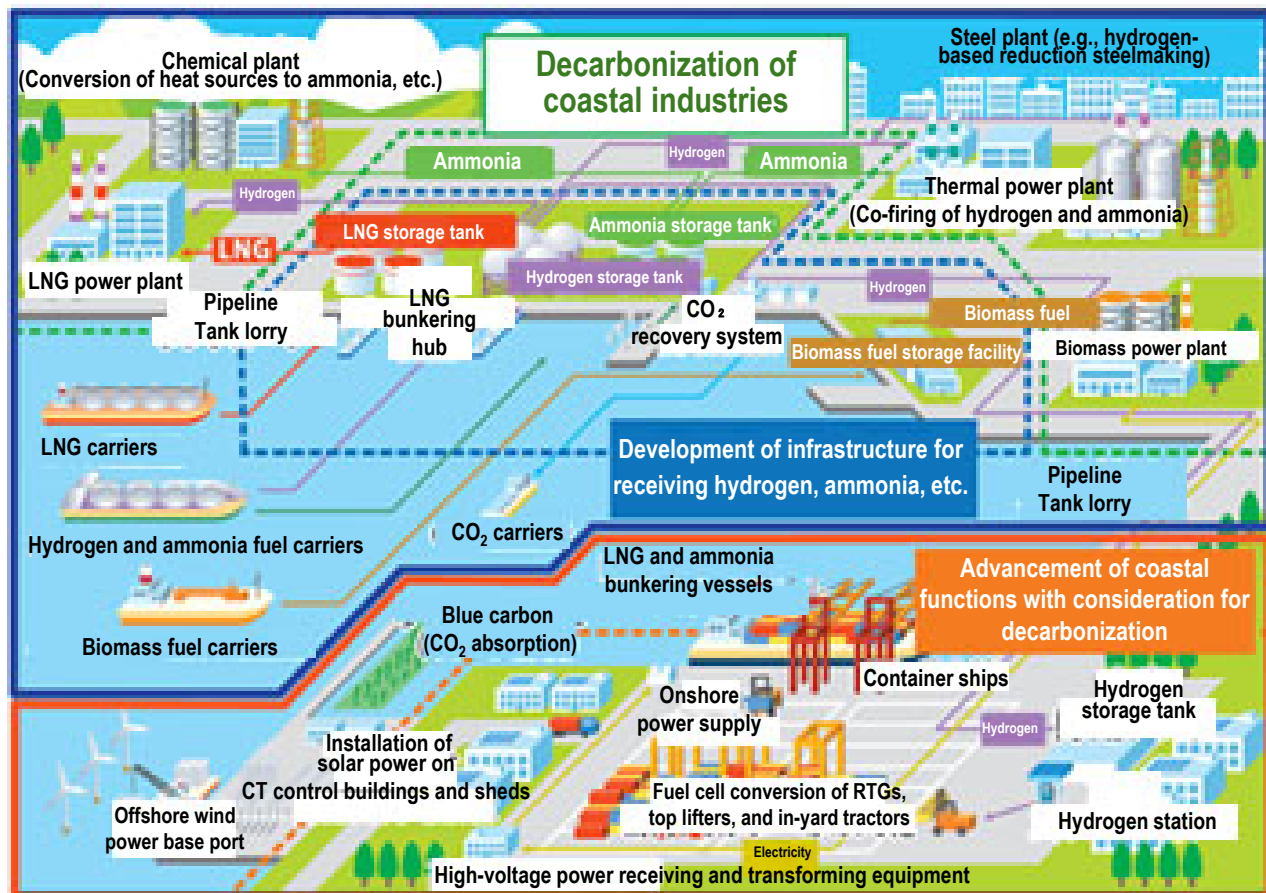 Chemical plant
(Conversion of heat sources to ammonia, etc.)
Decarbonization of
coastal industries
Steel plant (e.g., hydrogen-
based reduction steelmaking)
Ammonia
Hydrogen
Ammonia
Hydrogen
Thermal power plant
(Co-firing of hydrogen and ammonia)
LNG
LNG storage tank
Ammonia storage tank
LNG power plant
Hydrogen storage tank
Hydrogen
Pipeline
Tank lorry
LNG
bunkering
hub
CO₂
recovery system
Biomass fuel
Biomass fuel storage facility
Biomass power plant
LNG carriers
Development of infrastructure for
receiving hydrogen, ammonia, etc.
Pipeline
Tank lorry
Hydrogen and ammonia fuel carriers
CO₂ carriers
LNG and ammonia
bunkering vessels
Advancement of coastal
functions with consideration for
decarbonization
Biomass fuel carriers
Blue carbon
(CO₂ absorption)
Container ships
Onshore
power supply
Hydrogen
storage tank
Hydrogen
Installation of
solar power on
CT control buildings and sheds
Fuel cell conversion of RTGs,
top lifters, and in-yard tractors
Hydrogen station
Offshore wind
power base port
Electricity
High-voltage power receiving and transforming equipment